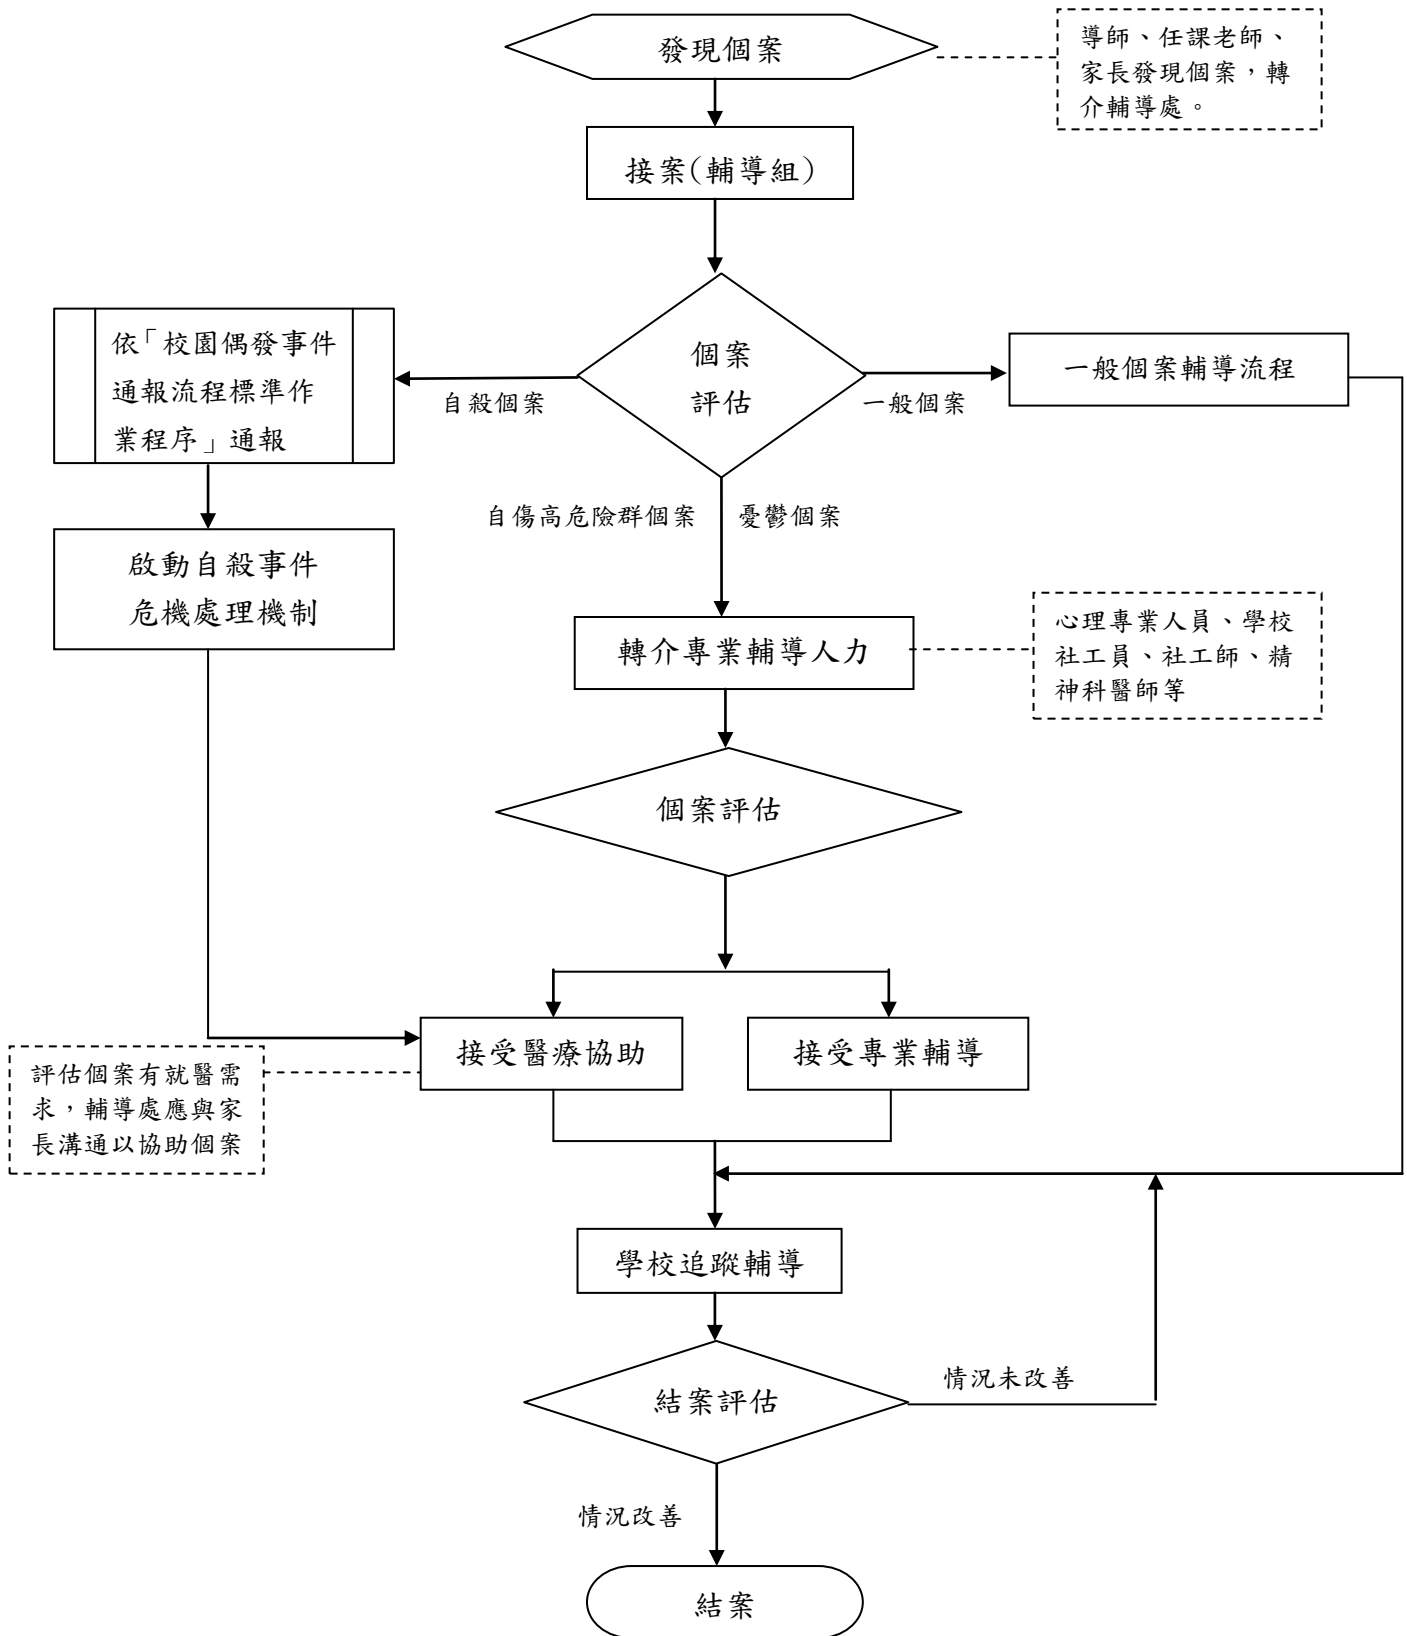 發現個案
導師、任課老師、
家長發現個案，轉
介輔導處。
接案(輔導組)
依「校園偶發事件
通報流程標準作
業程序」通報
個案
評估
一般個案輔導流程
自殺個案
一般個案
自傷高危險群個案
憂鬱個案
啟動自殺事件
危機處理機制
轉介專業輔導人力
心理專業人員、學校
社工員、社工師、精
神科醫師等
個案評估
接受醫療協助
接受專業輔導
評估個案有就醫需
求，輔導處應與家
長溝通以協助個案
學校追蹤輔導
結案評估
情況未改善
情況改善
結案